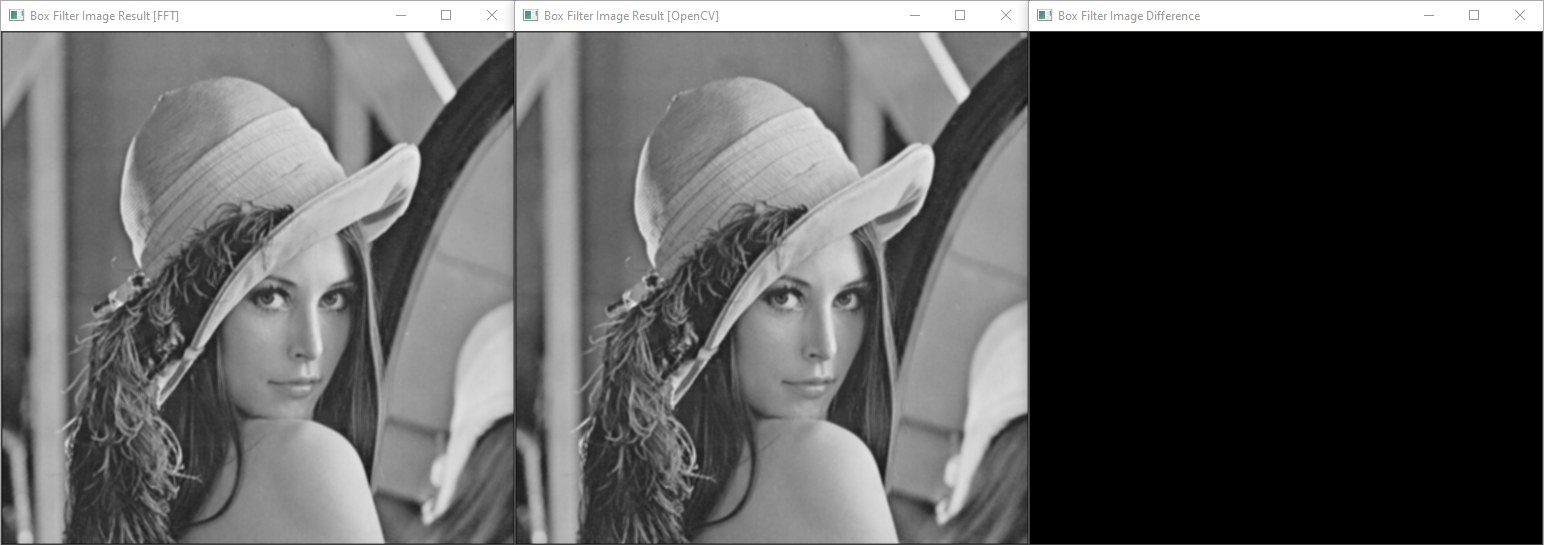 Box Filter Image Result [FFT]
Box Filter Image Result [OpenCV]
Box Filter Image Difference